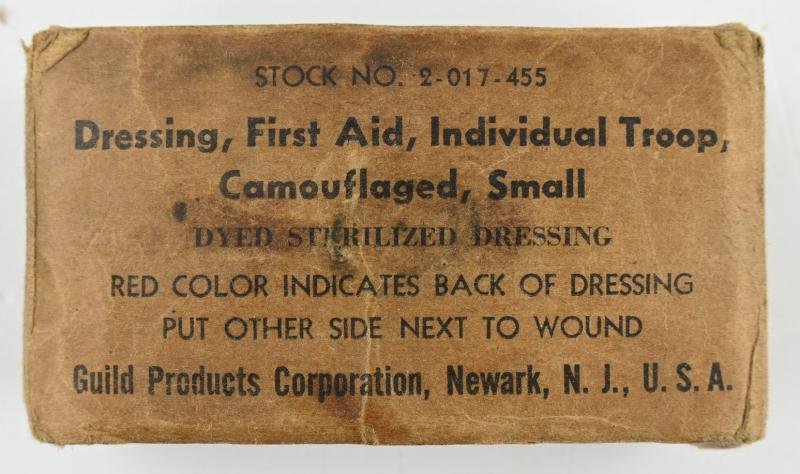 STOCK NO. 2-017-455
Dressing, First Aid, Individual Troop,
Camouflaged, Small
DYED STERILIZED DRESSING
RED COLOR INDICATES BACK OF DRESSING
PUT OTHER SIDE NEXT TO WOUND
Guild Products Corporation, Newark, N. J., U. S. A.